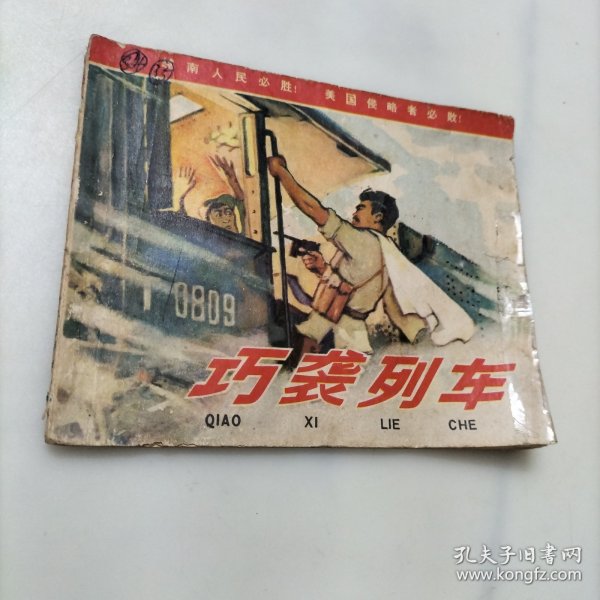 南人民必胜! 美国侵略者必败!
13
0809
巧袭列车
QIAO XI LIE CHE
孔夫子旧书网
www.kongfz.com